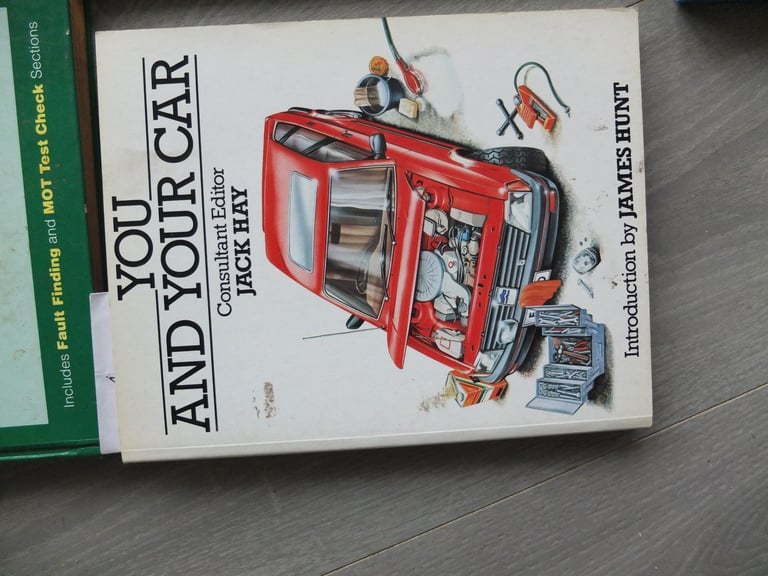 YOU
AND YOUR CAR
Consultant Editor
JACK HAY
Introduction by JAMES HUNT
Includes Fault Finding and MOT Test Check Sections